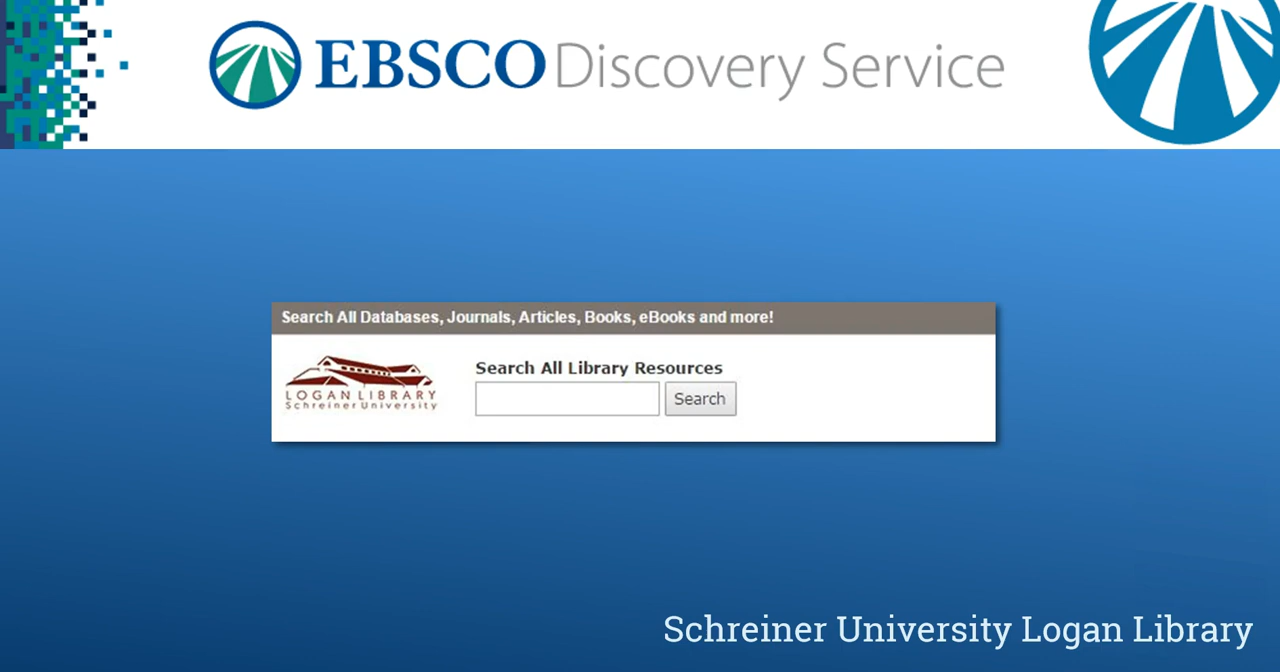 EBSCO Discovery Service
Search All Databases, Journals, Articles, Books, eBooks and more!
Search All Library Resources
LOGAN LIBRARY
Schreiner University
Search
Schreiner University Logan Library